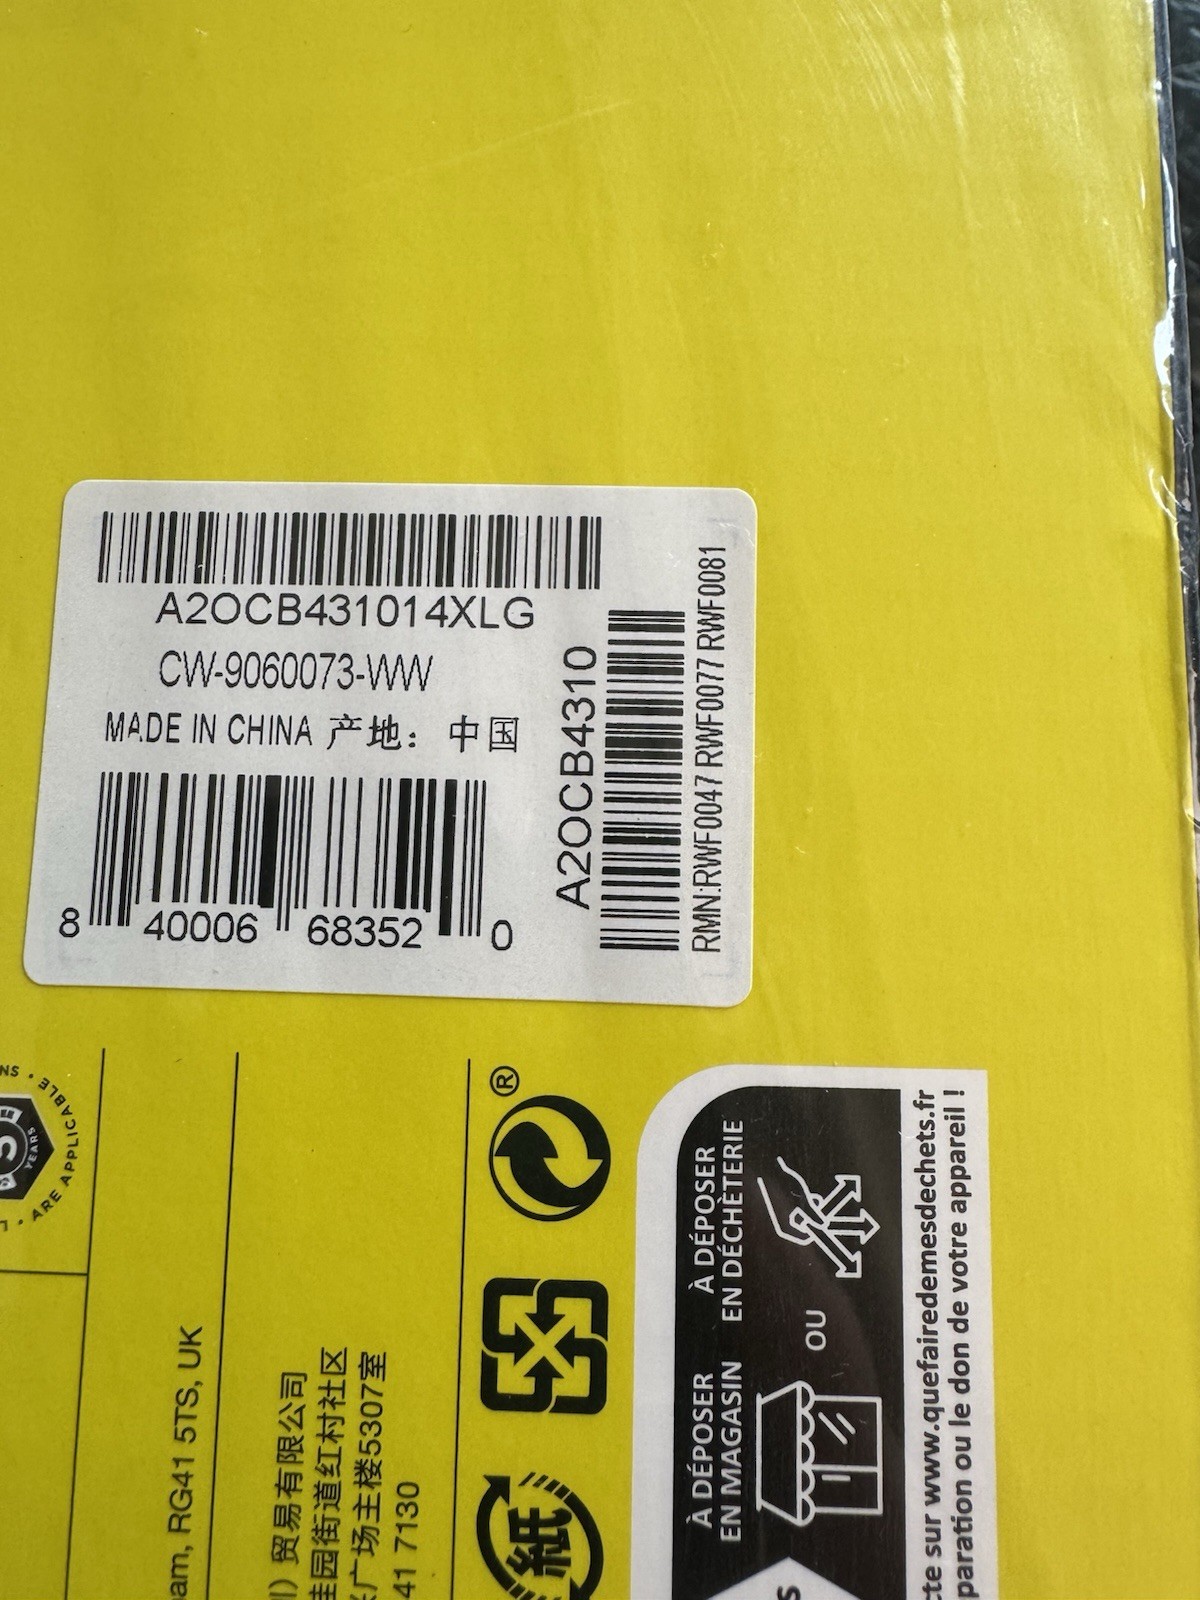 A2OCB431014XLG
CW-9060073-WW
MADE IN CHINA 产地: 中国
8 40006 68352 0
A2OCB4310
RMN:RWF0047 RWF0077 RWF0081
ARE APPLICABLE
YEARS
RG41 5TS, UK
贸易有限公司
园街道红村社区
广场主楼5307室
41 7130
®
紙
À DÉPOSER
EN MAGASIN
OU
À DÉPOSER
EN DÉCHÈTERIE
sur www.quefairedemesdechets.fr
ou le don de votre appareil !